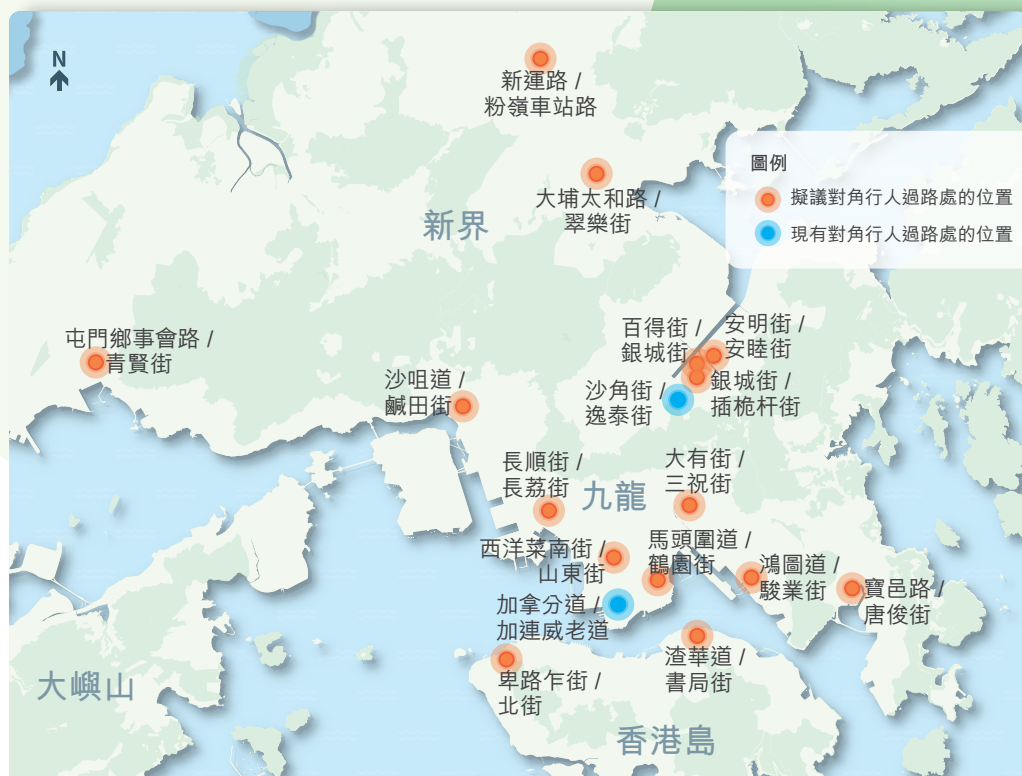 N
新運路 /
粉嶺車站路
圖例
擬議對角行人過路處的位置
現有對角行人過路處的位置
大埔太和路 /
翠樂街
新界
屯門鄉事會路 /
青賢街
百得街 /
銀城街
安明街 /
安睦街
沙咀道 /
鹹田街
沙角街 /
逸泰街
銀城街 /
插桅杆街
長順街 /
長荔街
九龍
大有街 /
三祝街
西洋菜南街 /
山東街
馬頭圍道 /
鶴園街
鴻圖道 /
駿業街
寶邑路 /
唐俊街
加拿分道 /
加連威老道
卑路乍街 /
北街
渣華道 /
書局街
大嶼山
香港島